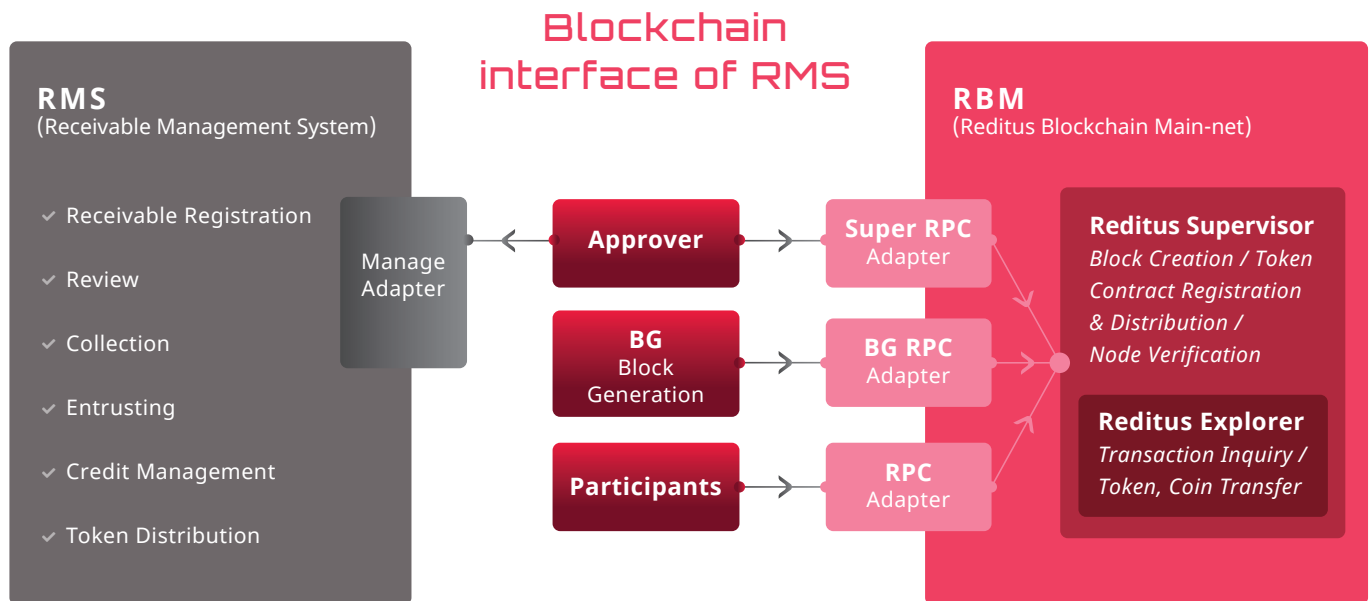 Blockchain
interface of RMS
RMS
(Receivable Management System)
Receivable Registration
Review
Collection
Entrusting
Credit Management
Token Distribution
Manage
Adapter
Approver
BG
Block
Generation
Participants
Super RPC
Adapter
BG RPC
Adapter
RPC
Adapter
RBM
(Reditus Blockchain Main-net)
Reditus Supervisor
Block Creation / Token
Contract Registration
& Distribution /
Node Verification
Reditus Explorer
Transaction Inquiry /
Token, Coin Transfer